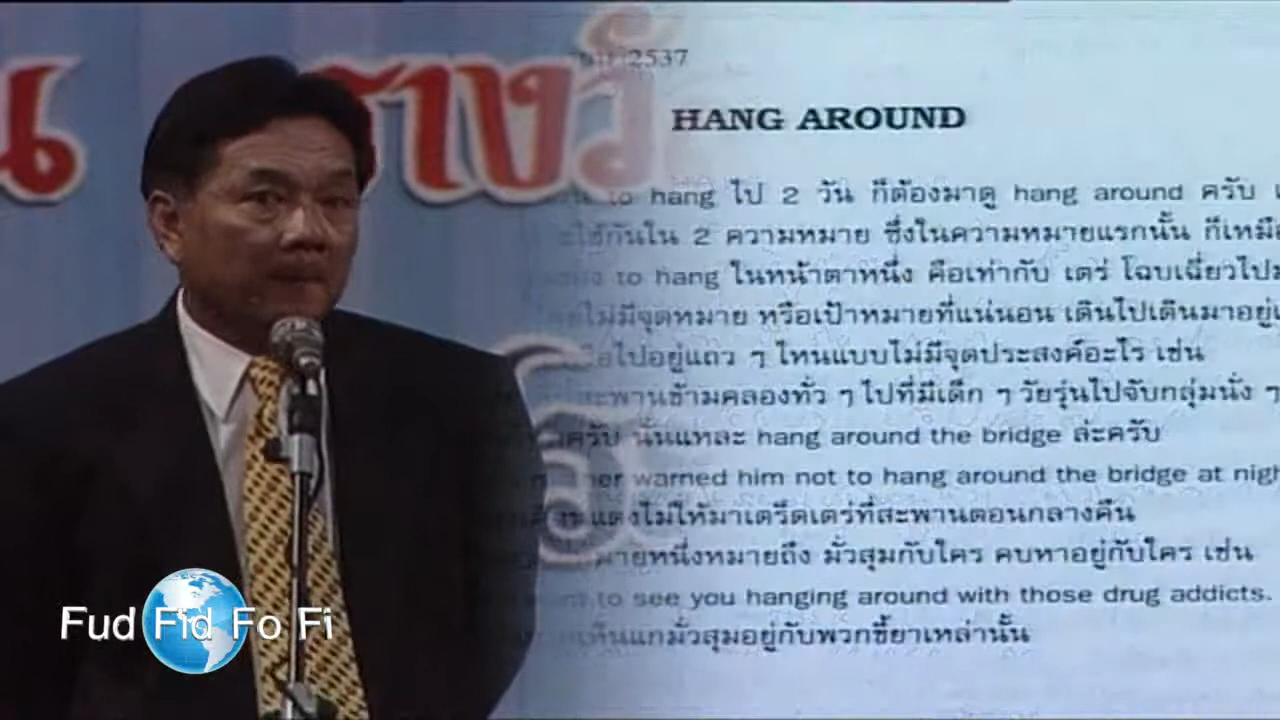 รางวั
2537
HANG AROUND
to hang ไป 2 วัน ก็ต้องมาดู hang around ครับ
ใช้กันใน 2 ความหมาย ซึ่งในความหมายแรกนั้น ก็เหมือ
to hang ในหน้าตาหนึ่ง คือเท่ากับ เตร่ โฉบเฉี่ยวไปม
ไม่มีจุดหมาย หรือเป้าหมายที่แน่นอน เดินไปเดินมาอยู่แ
ไปอยู่แถว ๆ ไหนแบบไม่มีจุดประสงค์อะไร เช่น
สะพานข้ามคลองทั่ว ๆ ไปที่มีเด็ก ๆ วัยรุ่นไปจับกลุ่มนั่ง ๆ
ครับ นั่นแหละ hang around the bridge ล่ะครับ
warned him not to hang around the bridge at nigh
แดงไม่ให้มาเตร็ดเตร่ที่สะพานตอนกลางคืน
มายหนึ่งหมายถึง มั่วสุมกับใคร คบหาอยู่กับใคร เช่น
to see you hanging around with those drug addicts.
เห็นแกมั่วสุมอยู่กับพวกขี้ยาเหล่านั้น
Fud Fid Fo Fi